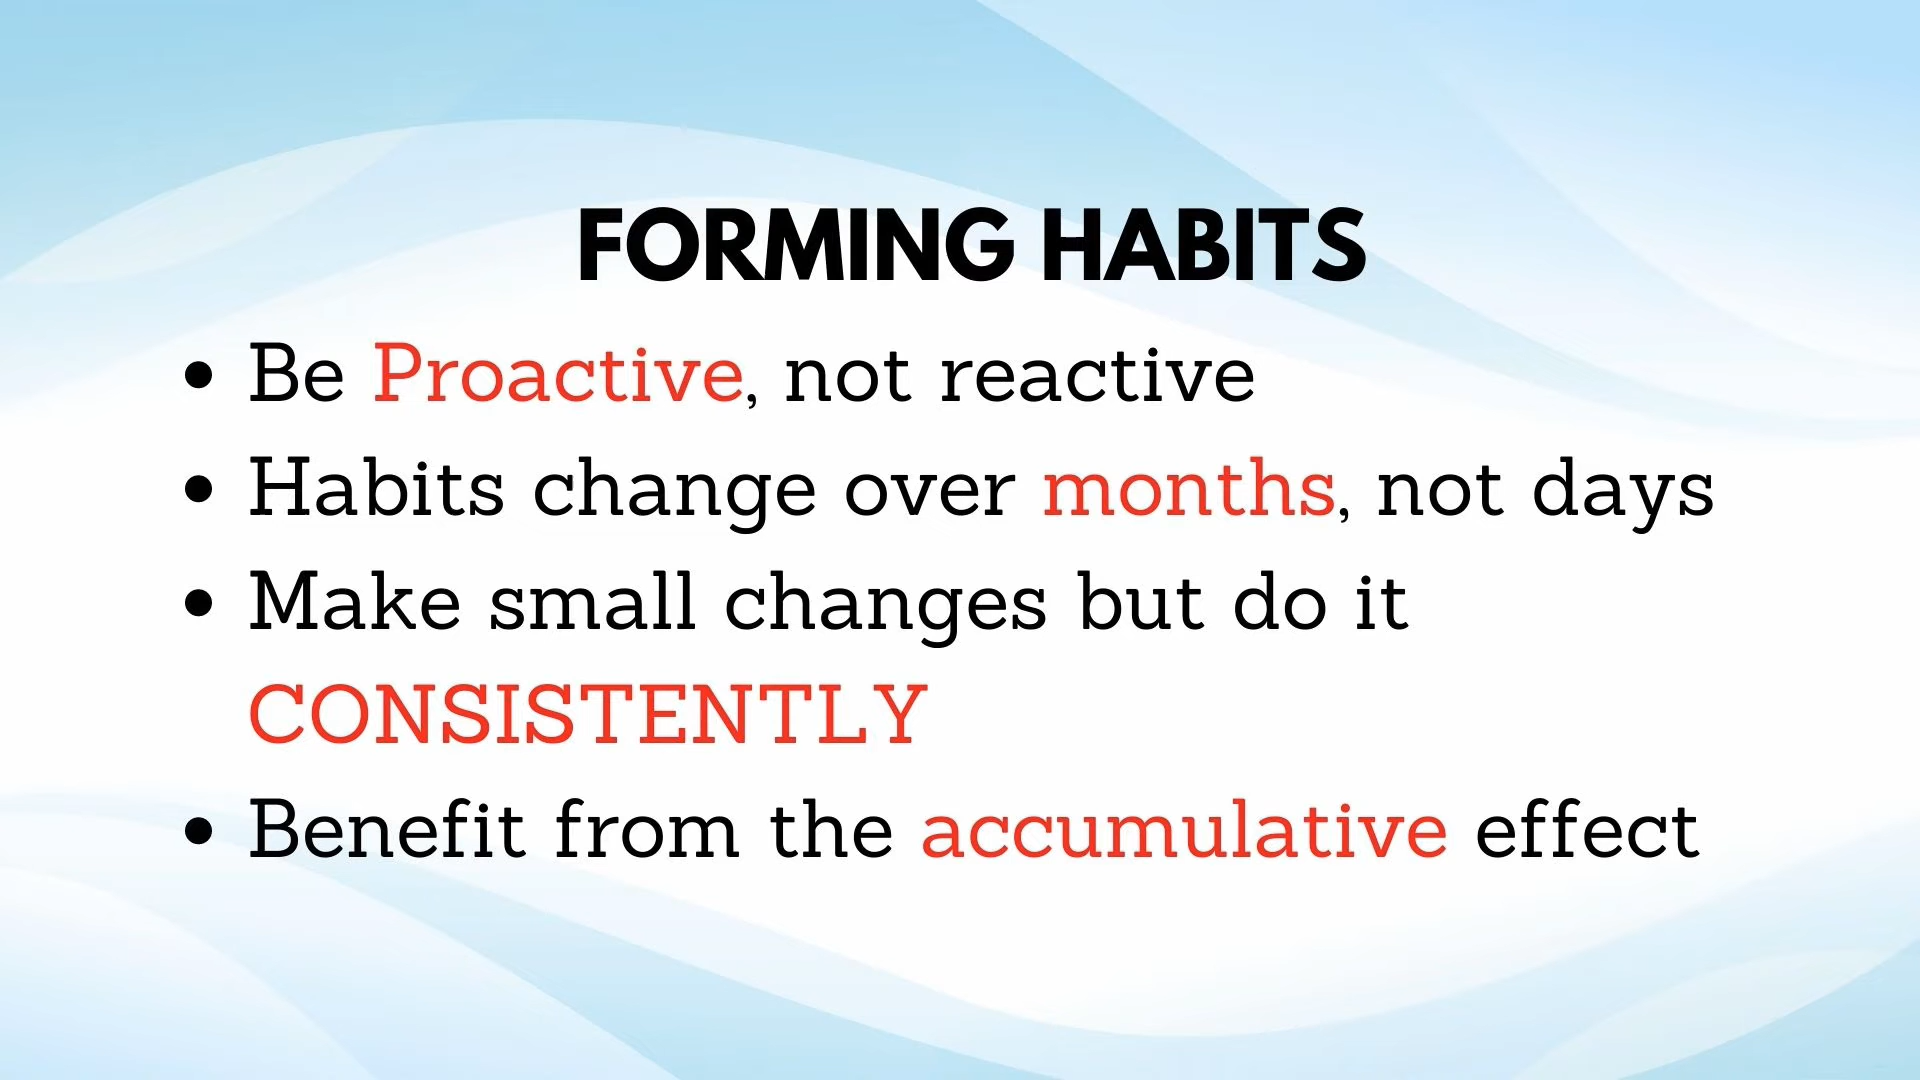 FORMING HABITS
• Be Proactive, not reactive
• Habits change over months, not days
• Make small changes but do it
CONSISTENTLY
• Benefit from the accumulative effect